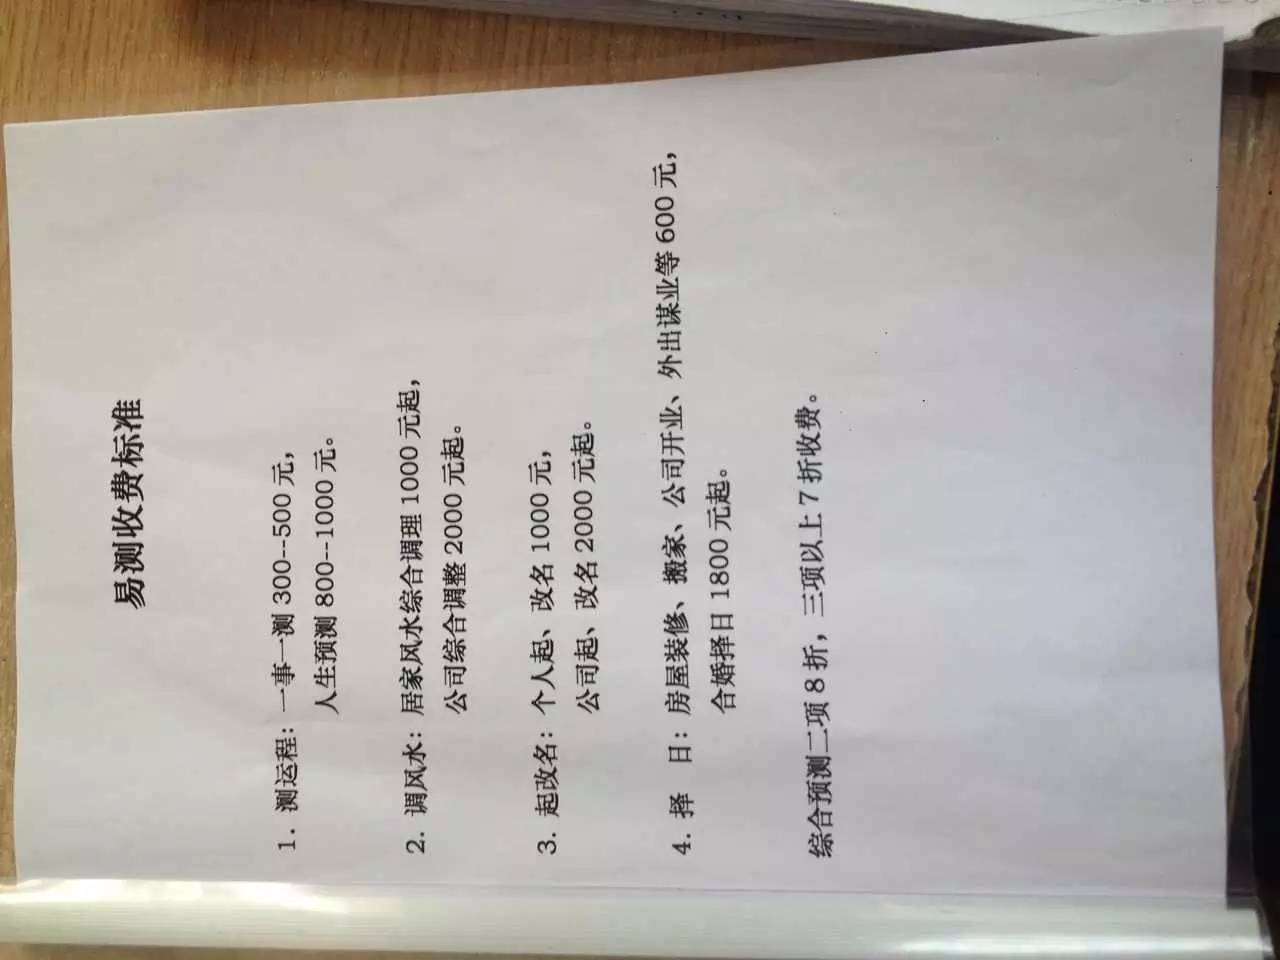 易测收费标准
1. 测运程：一事一测 300--500 元，
人生预测 800--1000 元。
2. 调风水：居家风水综合调理 1000 元起，
公司综合调整 2000 元起。
3. 起改名：个人起、改名 1000 元，
公司起、改名 2000 元起。
4. 择 日：房屋装修、搬家、公司开业、外出谋业等 600 元，
合婚择日 1800 元起。
综合预测二项 8 折，三项以上 7 折收费。